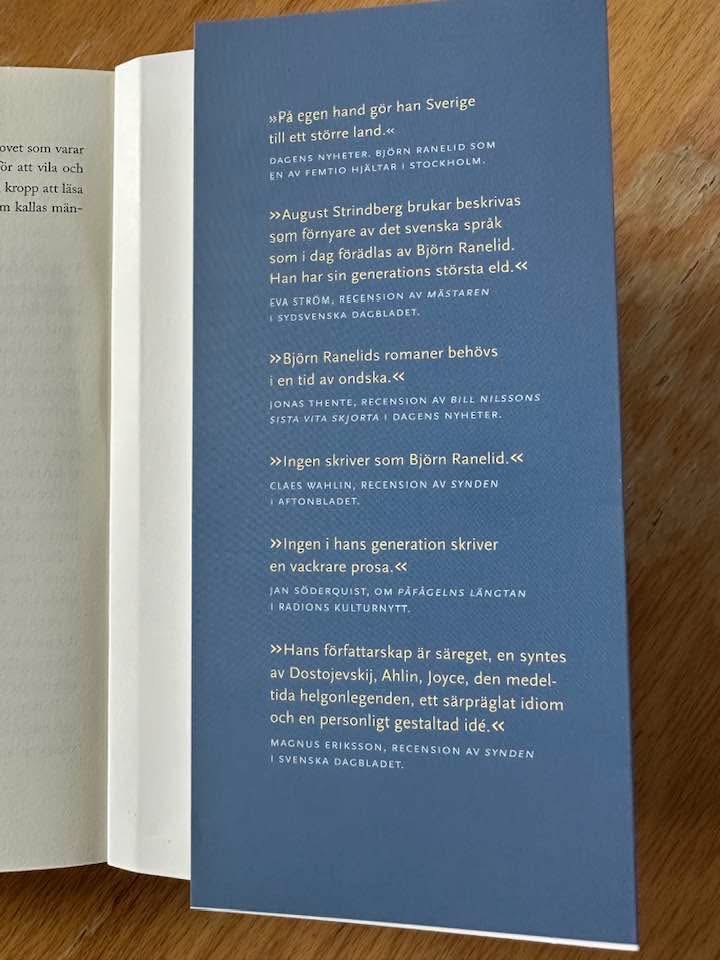 ovet som varar
för att vila och
kropp att läsa
m kallas män-
»På egen hand gör han Sverige
till ett större land.«
DAGENS NYHETER. BJÖRN RANELID SOM
EN AV FEMTIO HJÄLTAR I STOCKHOLM.
»August Strindberg brukar beskrivas
som förnyare av det svenska språk
som i dag förädlas av Björn Ranelid.
Han har sin generations största eld.«
EVA STRÖM, RECENSION AV MÄSTAREN
I SYDSVENSKA DAGBLADET.
»Björn Ranelids romaner behövs
i en tid av ondska.«
JONAS THENTE, RECENSION AV BILL NILSSONS
SISTA VITA SKJORTA I DAGENS NYHETER.
»Ingen skriver som Björn Ranelid.«
CLAES WAHLIN, RECENSION AV SYNDEN
I AFTONBLADET.
»Ingen i hans generation skriver
en vackrare prosa.«
JAN SÖDERQUIST, OM PÅFÅGELNS LÄNGTAN
I RADIONS KULTURNYTT.
»Hans författarskap är säreget, en syntes
av Dostojevskij, Ahlin, Joyce, den medel-
tida helgonlegenden, ett särpräglat idiom
och en personligt gestaltad idé.«
MAGNUS ERIKSSON, RECENSION AV SYNDEN
I SVENSKA DAGBLADET.